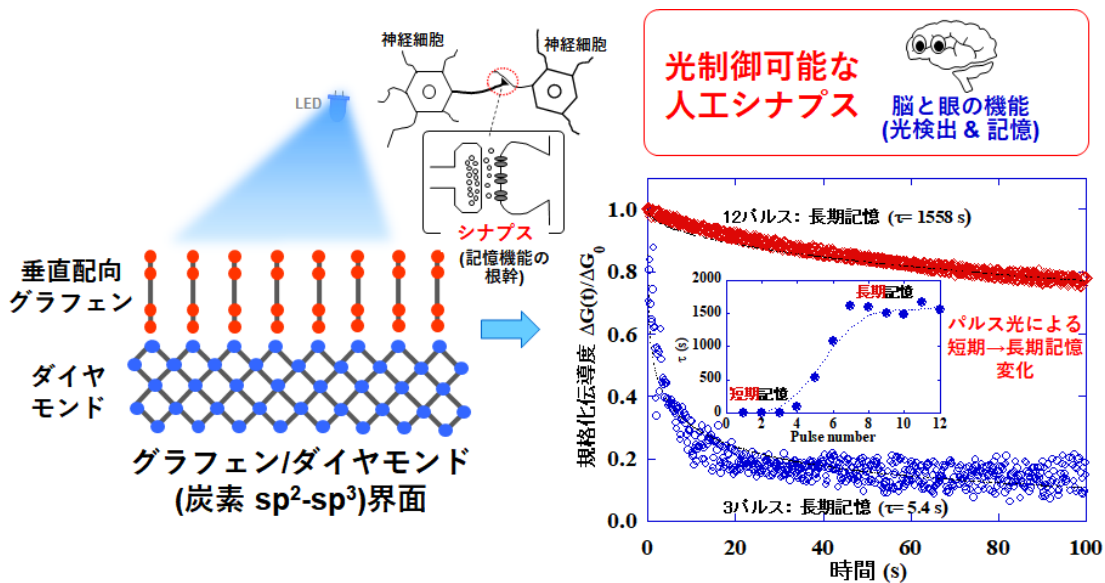 神経細胞
神経細胞
LED
シナプス
(記憶機能の
根幹)
垂直配向
グラフェン
ダイヤ
モンド
グラフェン/ダイヤモンド
(炭素 sp²-sp³)界面
光制御可能な
人工シナプス
脳と眼の機能
(光検出 & 記憶)
規格化伝導度 ΔG(t)/ΔG₀
1.0
0.8
0.6
0.4
0.2
0.0
12パルス: 長期記憶 (τ= 1558 s)
τ (s)
2000
1500
1000
500
0
長期記憶
短期記憶
0 2 4 6 8 10 12
Pulse number
パルス光による
短期→長期記憶
変化
3パルス: 長期記憶 (τ= 5.4 s)
0 20 40 60 80 100
時間 (s)